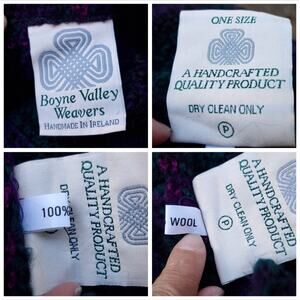 Boyne Valley
Weavers
HANDMADE IN IRELAND
ONE SIZE
A HANDCRAFTED
QUALITY PRODUCT
DRY CLEAN ONLY
P
100%
A HANDCRAFTED
QUALITY PRODUCT
DRY CLEAN ONLY
WOOL
A HANDCRAFTED
QUALITY PRODUCT
DRY CLEAN ONLY
P